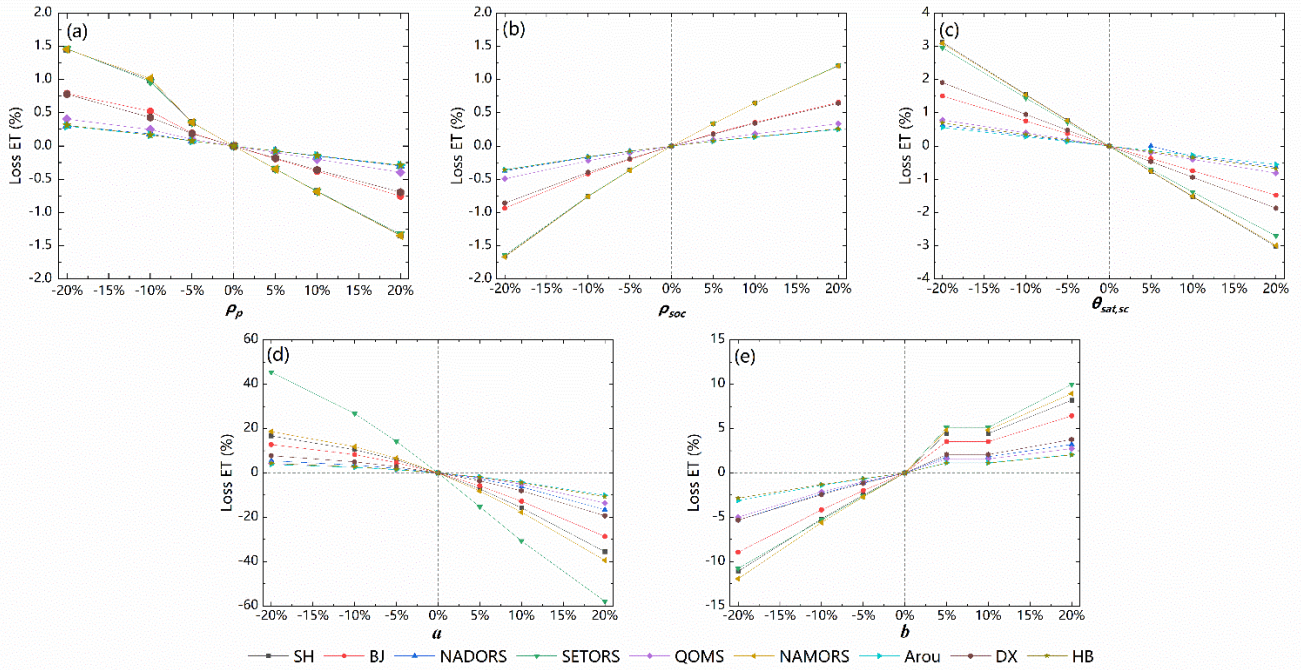 (a)
Loss ET (%)
2.0
1.5
1.0
0.5
0.0
-0.5
-1.0
-1.5
2.0
-20% -15% -10% -5% 0% 5% 10% 15% 20%
ρp
(b)
Loss ET (%)
2.0
1.5
1.0
0.5
0.0
-0.5
-1.0
-1.5
2.0
-20% -15% -10% -5% 0% 5% 10% 15% 20%
ρsoc
(c)
Loss ET (%)
4
3
2
1
0
-1
-2
-3
-4
-20% -15% -10% -5% 0% 5% 10% 15% 20%
θsat,sc
(d)
Loss ET (%)
60
40
20
0
-20
-40
-60
-20% -15% -10% -5% 0% 5% 10% 15% 20%
a
(e)
Loss ET (%)
15
10
5
0
-5
-10
-15
-20% -15% -10% -5% 0% 5% 10% 15% 20%
b
SH BJ NADORS SETORS QOMS NAMORS Arou DX HB